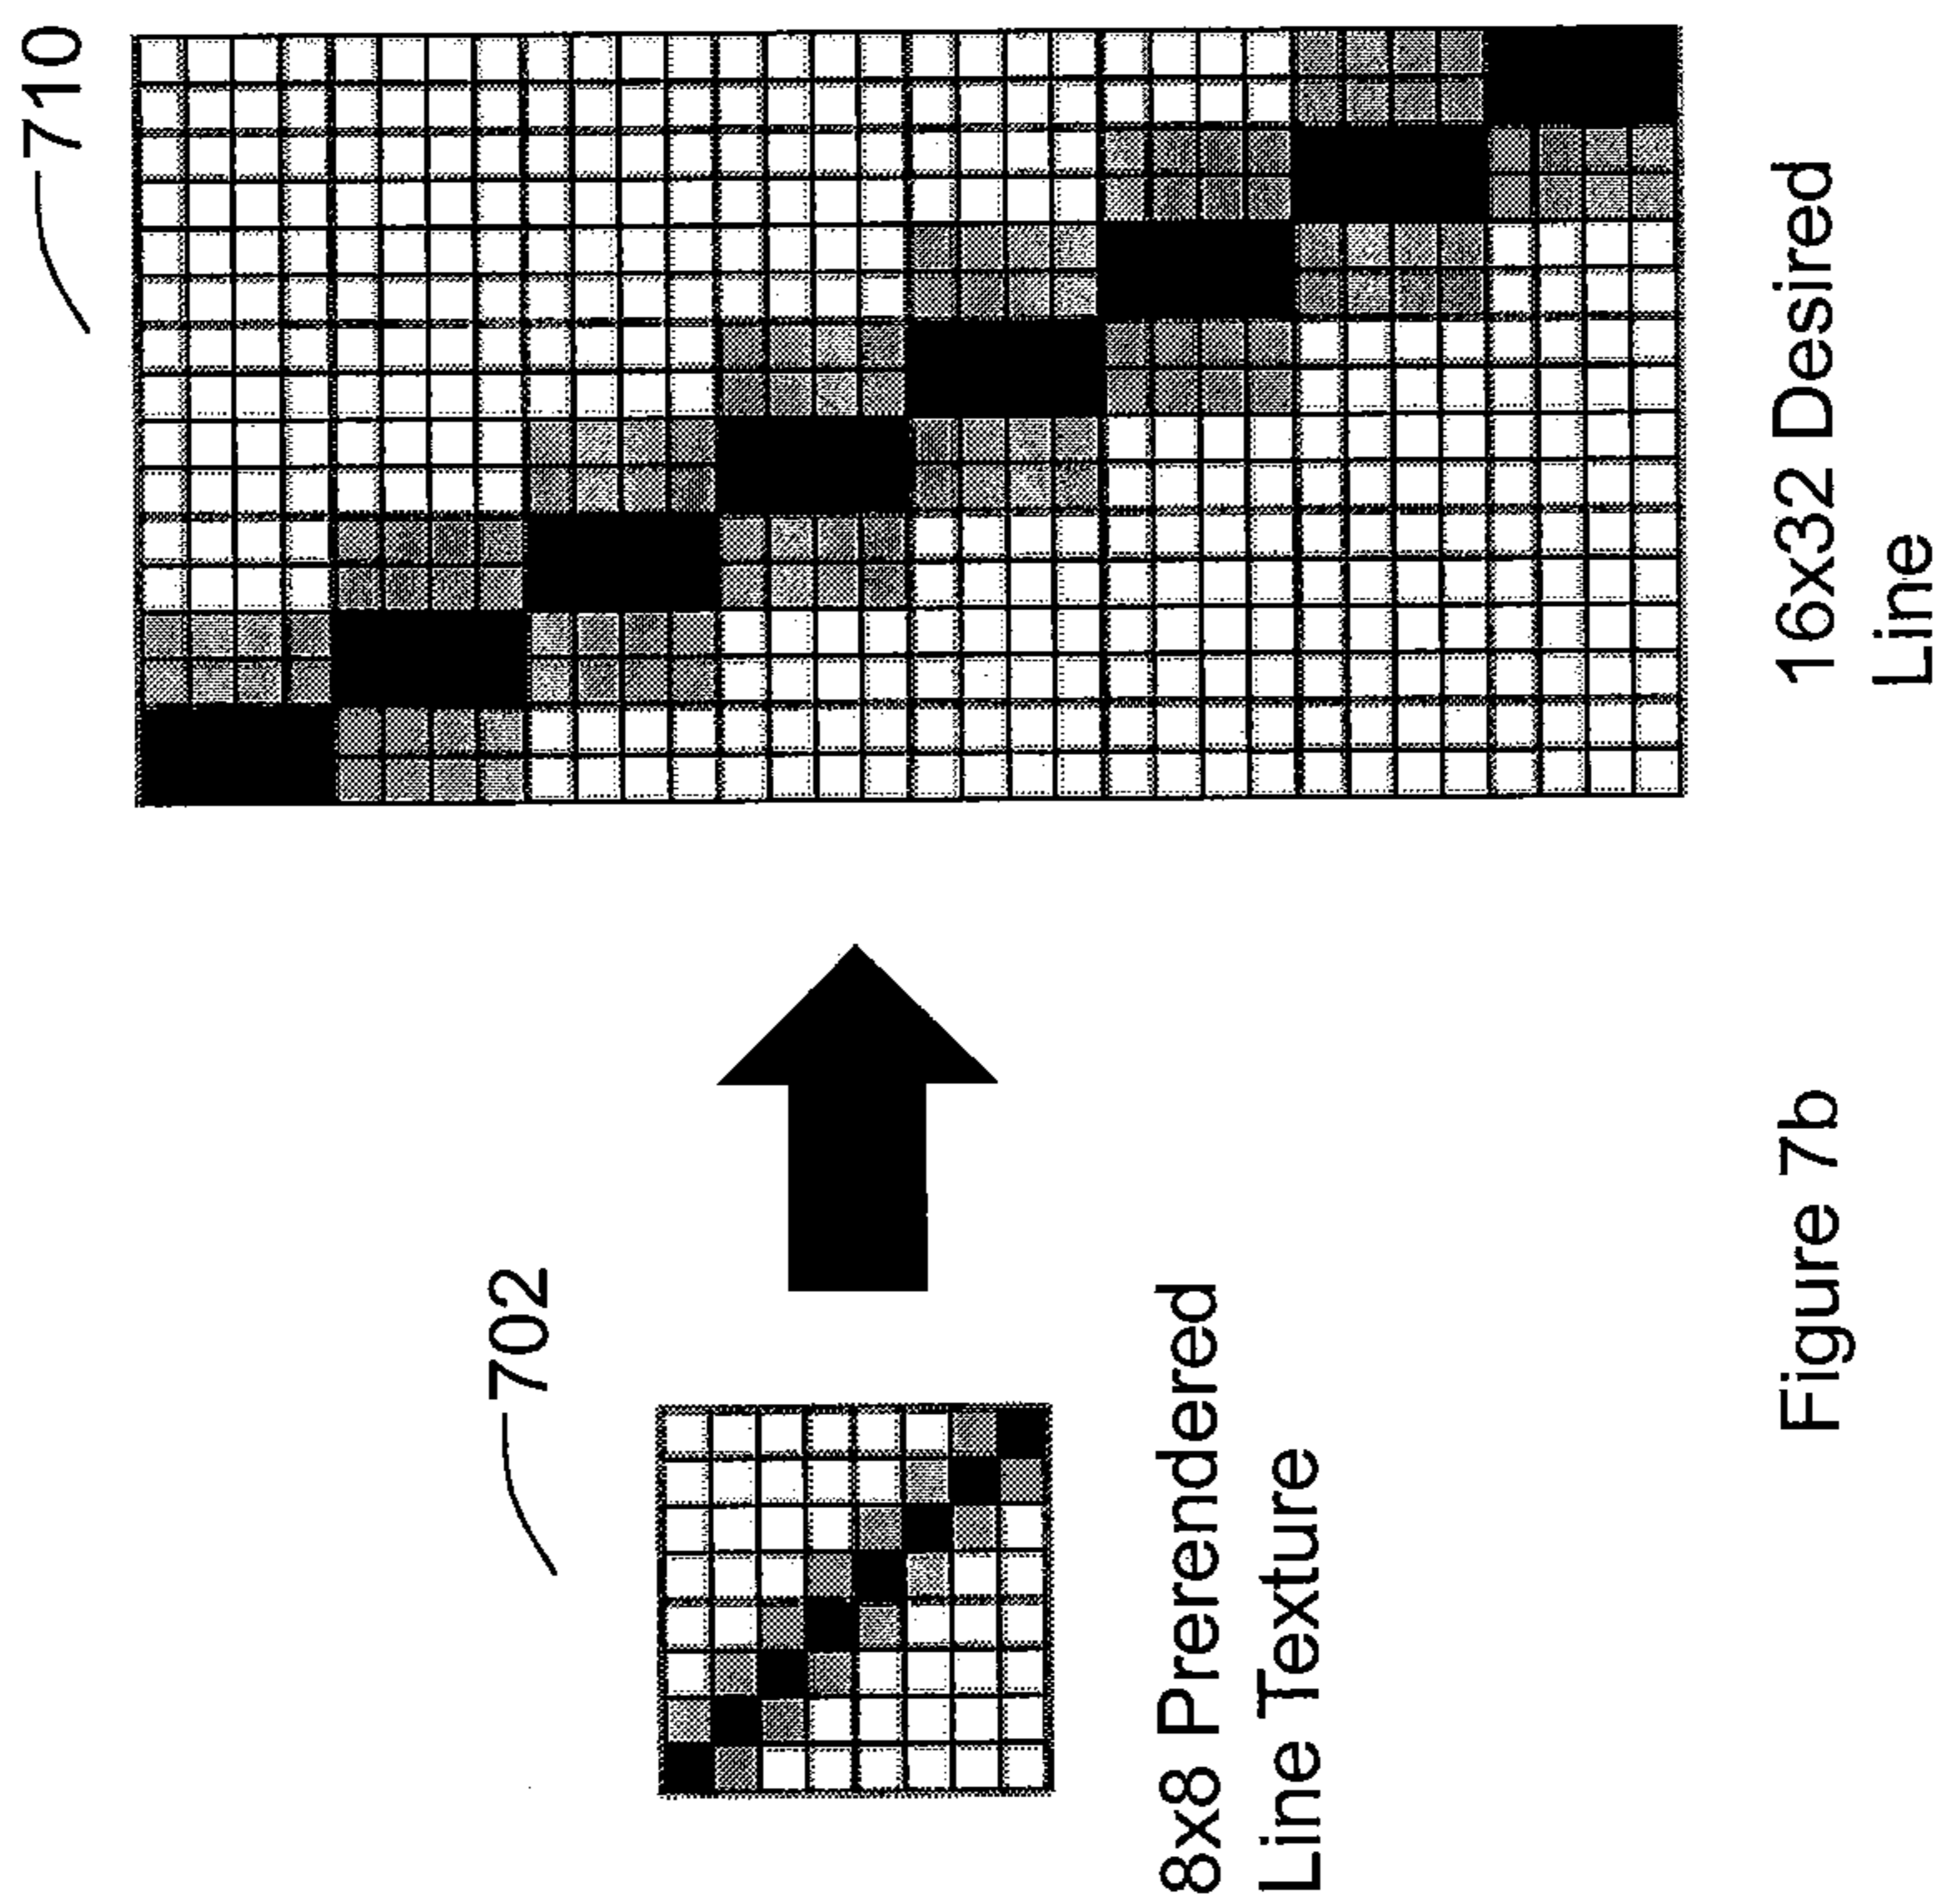 702
710
8x8 Prerendered
Line Texture
16x32 Desired
Line
Figure 7b